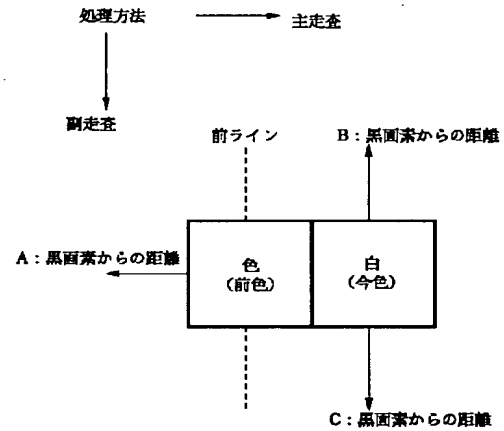 処理方法
主走査
副走査
前ライン
B：黒画素からの距離
A：黒画素からの距離
色
(前色)
白
(今色)
C：黒画素からの距離